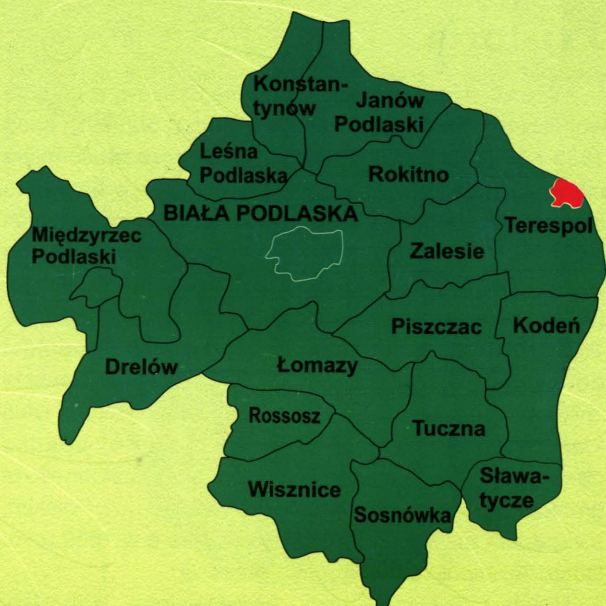 Konstan-
tynów
Janów
Podlaski
Leśna
Podlaska
Rokitno
BIAŁA PODLASKA
Międzyrzec
Podlaski
Terespol
Zalesie
Piszczac
Kodeń
Drelów
Łomazy
Rossosz
Tuczna
Wisznice
Sława-
tycze
Sosnówka